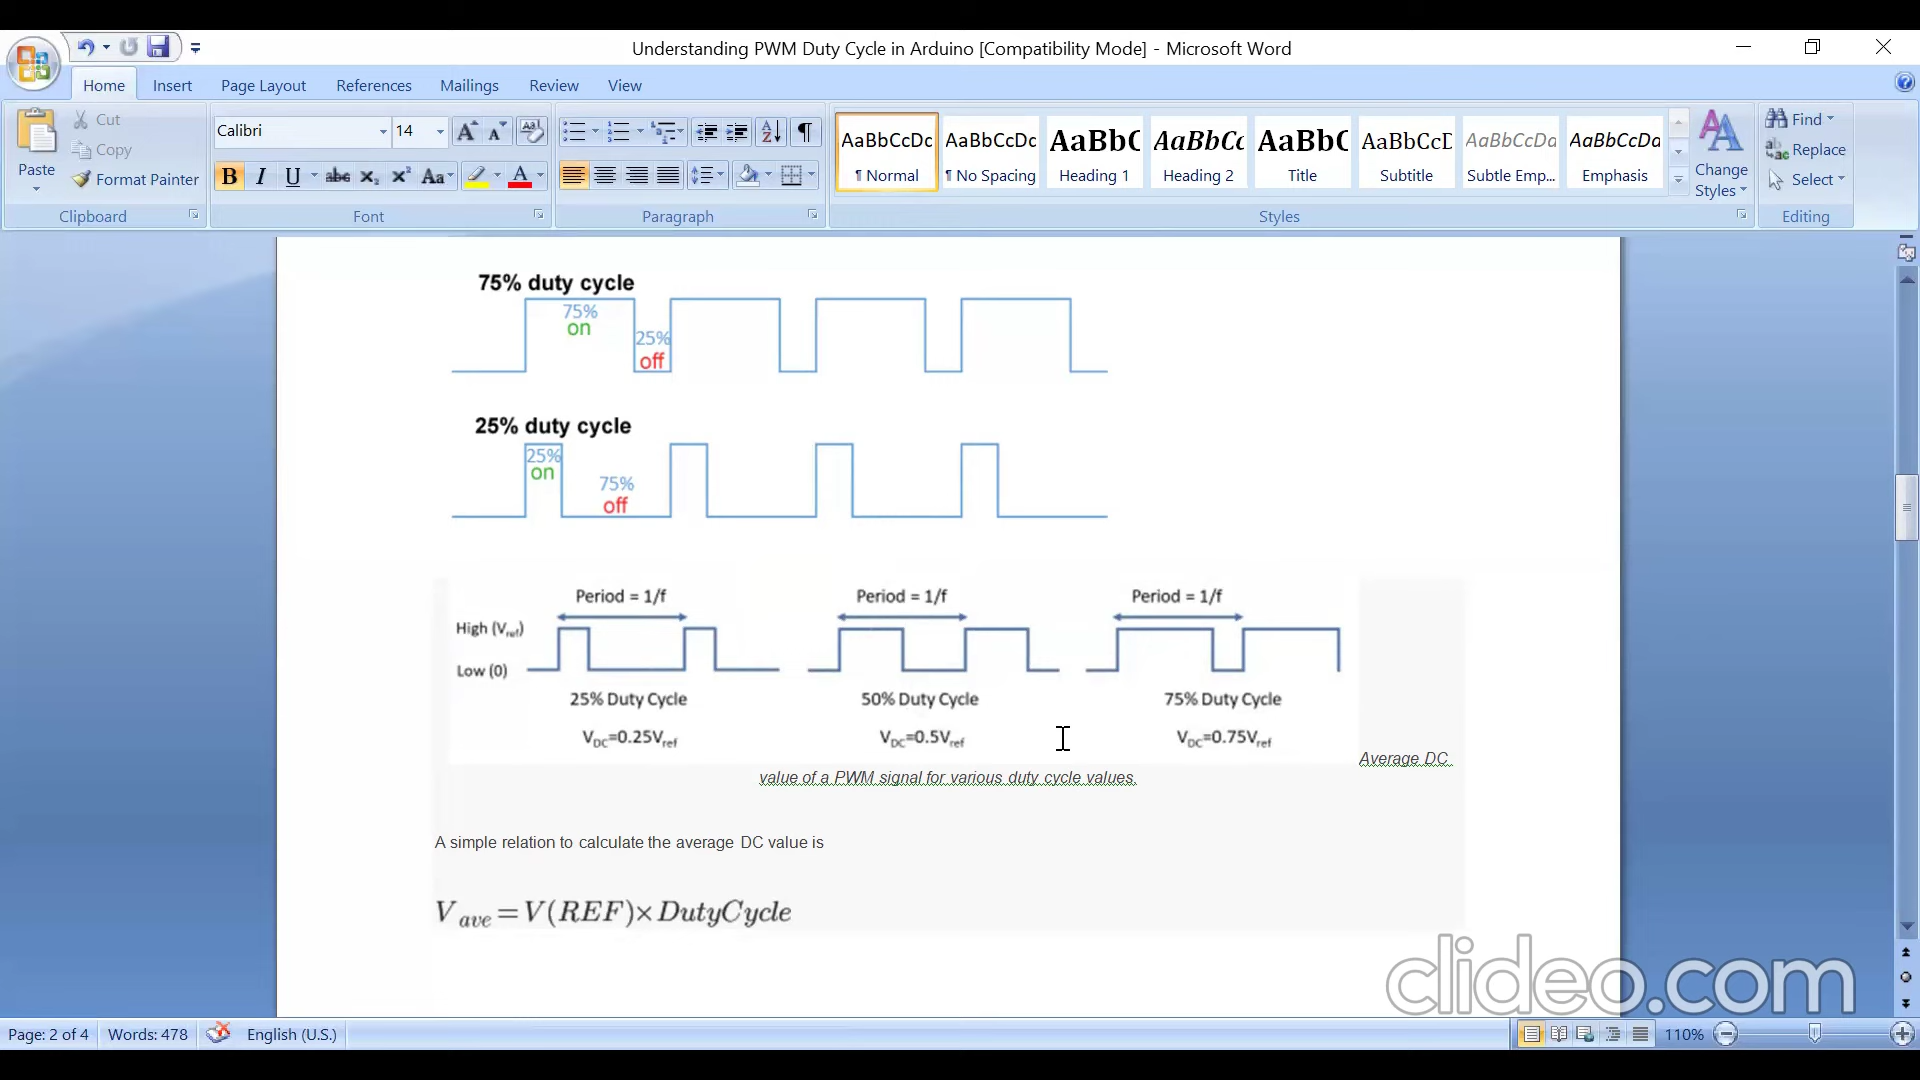 Understanding PWM Duty Cycle in Arduino [Compatibility Mode] - Microsoft Word
Home Insert Page Layout References Mailings Review View
Paste
Cut
Copy
Format Painter
Clipboard
Calibri 14
B I U abc x₂ x² Aa
Font
Paragraph
AaBbCcDc AaBbCcDc AaBbC AaBbCc AaBbC AaBbCcD AaBbCcDa AaBbCcDa
¶ Normal ¶ No Spacing Heading 1 Heading 2 Title Subtitle Subtle Emp... Emphasis
Change
Styles
Styles
Find
Replace
Select
Editing
75% duty cycle
75%
on
25%
off
25% duty cycle
25%
on
75%
off
Period = 1/f Period = 1/f Period = 1/f
High (Vref)
Low (0)
25% Duty Cycle 50% Duty Cycle 75% Duty Cycle
VDC=0.25Vref VDC=0.5Vref VDC=0.75Vref
Average DC
value of a PWM signal for various duty cycle values.
A simple relation to calculate the average DC value is
V ave = V(REF)× DutyCycle
clideo.com
Page: 2 of 4 Words: 478 English (U.S.) 110%